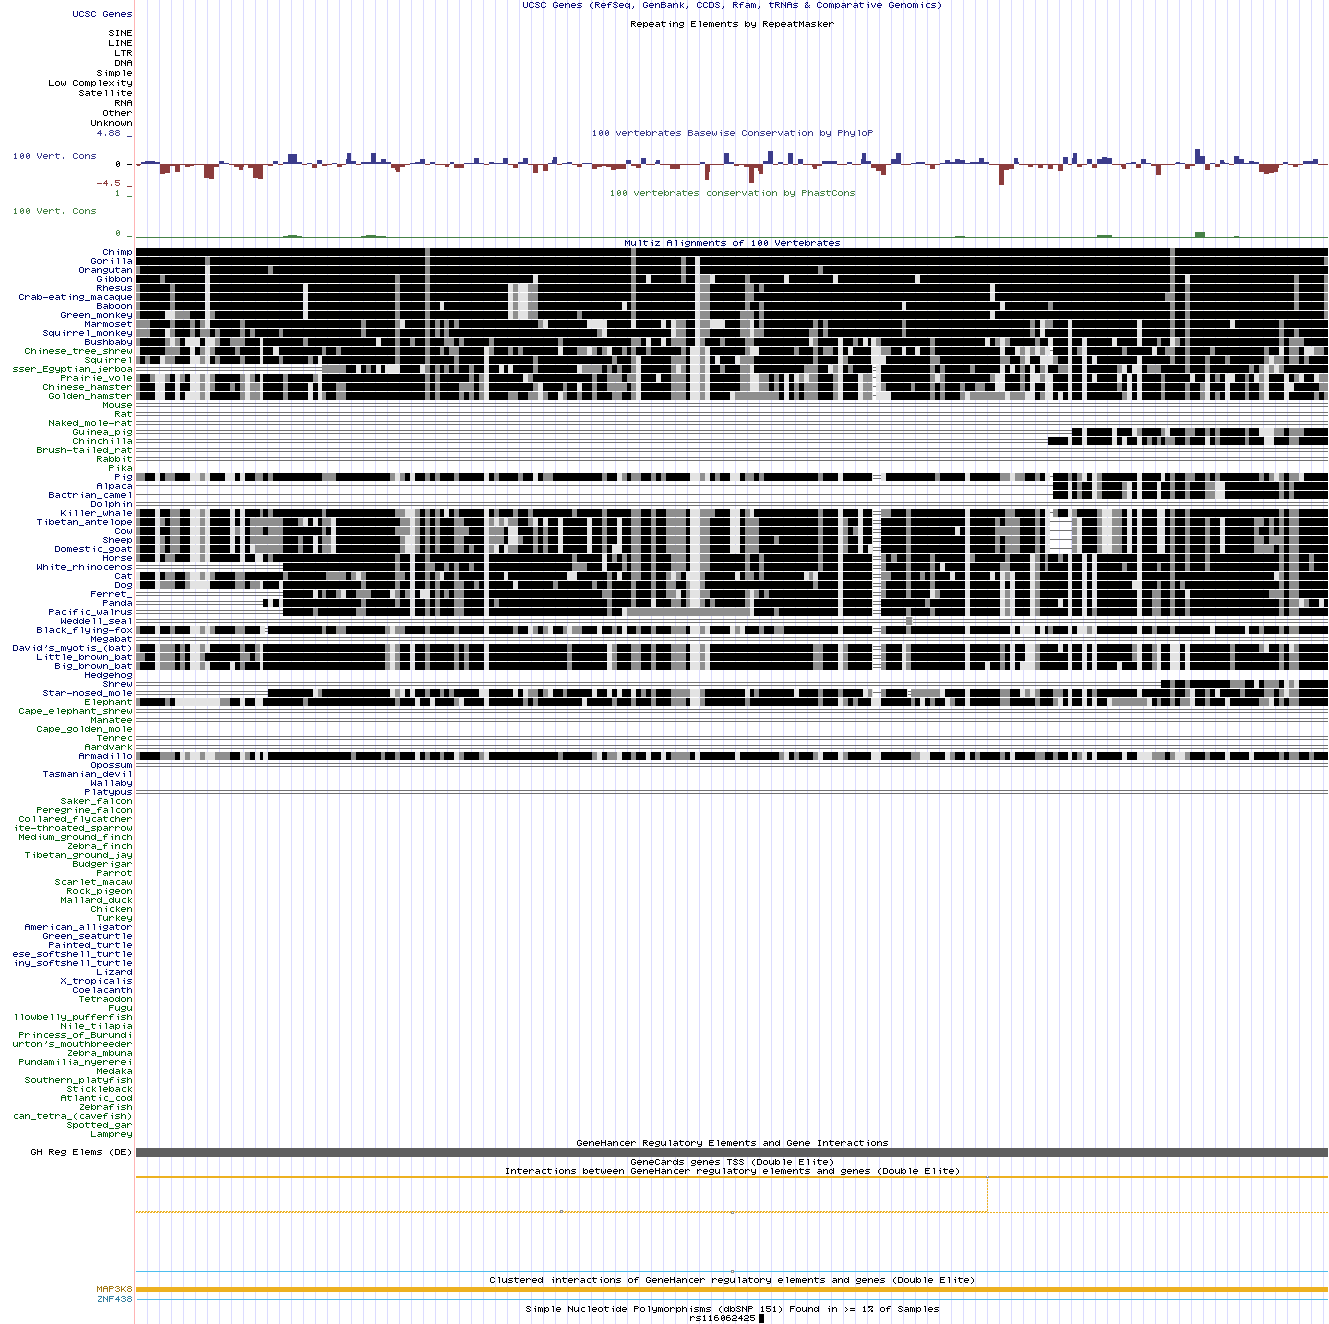 UCSC Genes (RefSeq, GenBank, CCDS, Rfam, tRNAs & Comparative Genomics)
UCSC Genes
Repeating Elements by RepeatMasker
SINE
LINE
LTR
DNA
Simple
Low Complexity
Satellite
RNA
Other
Unknown
4.88 _
100 vertebrates Basewise Conservation by PhyloP
100 Vert. Cons
0 _
-4.5 _
1 _
100 vertebrates conservation by PhastCons
100 Vert. Cons
0 _
Multiz Alignments of 100 Vertebrates
Chimp
Gorilla
Orangutan
Gibbon
Rhesus
Crab-eating_macaque
Baboon
Green_monkey
Marmoset
Squirrel_monkey
Bushbaby
Chinese_tree_shrew
Squirrel
sser_Egyptian_jerboa
Prairie_vole
Chinese_hamster
Golden_hamster
Mouse
Rat
Naked_mole-rat
Guinea_pig
Chinchilla
Brush-tailed_rat
Rabbit
Pika
Pig
Alpaca
Bactrian_camel
Dolphin
Killer_whale
Tibetan_antelope
Cow
Sheep
Domestic_goat
Horse
White_rhinoceros
Cat
Dog
Ferret_
Panda
Pacific_walrus
Weddell_seal
Black_flying-fox
Megabat
David's_myotis_(bat)
Little_brown_bat
Big_brown_bat
Hedgehog
Shrew
Star-nosed_mole
Elephant
Cape_elephant_shrew
Manatee
Cape_golden_mole
Tenrec
Aardvark
Armadillo
Opossum
Tasmanian_devil
Wallaby
Platypus
Saker_falcon
Peregrine_falcon
Collared_flycatcher
ite-throated_sparrow
Medium_ground_finch
Zebra_finch
Tibetan_ground_jay
Budgerigar
Parrot
Scarlet_macaw
Rock_pigeon
Mallard_duck
Chicken
Turkey
American_alligator
Green_seaturtle
Painted_turtle
ese_softshell_turtle
iny_softshell_turtle
Lizard
X_tropicalis
Coelacanth
Tetraodon
Fugu
llowbelly_pufferfish
Nile_tilapia
Princess_of_Burundi
urton's_mouthbreeder
Zebra_mbuna
Pundamilia_nyererei
Medaka
Southern_platyfish
Stickleback
Atlantic_cod
Zebrafish
can_tetra_(cavefish)
Spotted_gar
Lamprey
GeneHancer Regulatory Elements and Gene Interactions
GH Reg Elems (DE)
GeneCards genes TSS (Double Elite)
Interactions between GeneHancer regulatory elements and genes (Double Elite)
Clustered interactions of GeneHancer regulatory elements and genes (Double Elite)
MAP3K8
ZNF438
Simple Nucleotide Polymorphisms (dbSNP 151) Found in >= 1% of Samples
rs116062425